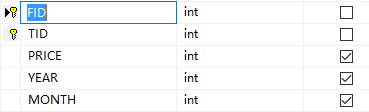 FID int
TID int
PRICE int
YEAR int
MONTH int